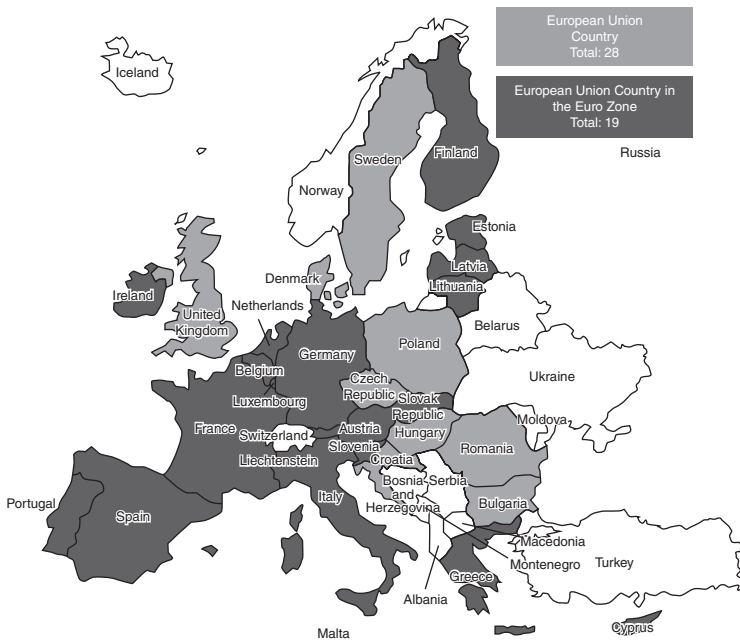 European Union
Country
Total: 28
European Union Country in
the Euro Zone
Total: 19
Iceland
Russia
Finland
Sweden
Norway
Estonia
Latvia
Lithuania
Denmark
Ireland
Netherlands
United
Kingdom
Belarus
Poland
Germany
Belgium
Ukraine
Czech
Republic
Luxembourg
Slovak
Republic
Moldova
France
Switzerland
Austria
Hungary
Romania
Slovenia
Liechtenstein
Croatia
Bosnia
and
Herzegovina
Serbia
Italy
Portugal
Spain
Bulgaria
Macedonia
Montenegro
Turkey
Greece
Albania
Malta
Cyprus